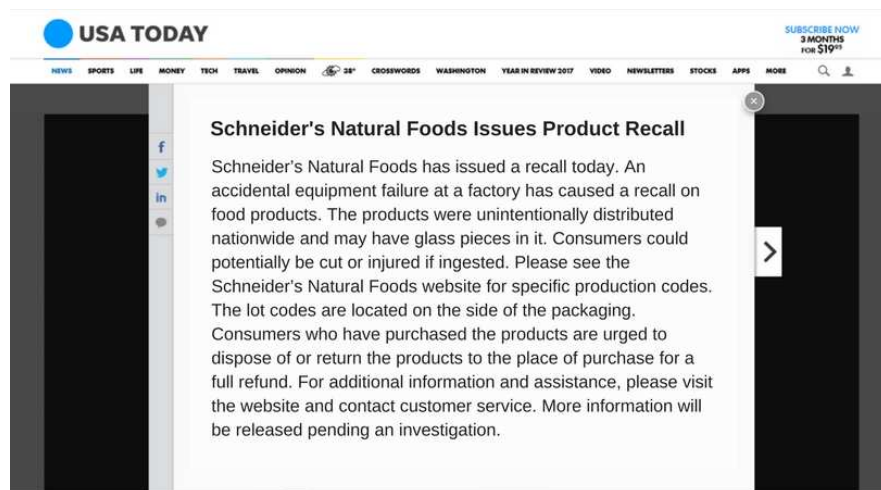 USA TODAY
SUBSCRIBE NOW
3 MONTHS
FOR $19⁹⁵
NEWS SPORTS LIFE MONEY TECH TRAVEL OPINION 38° CROSSWORDS WASHINGTON YEAR IN REVIEW 2017 VIDEO NEWSLETTERS STOCKS APPS MORE
Schneider's Natural Foods Issues Product Recall
Schneider's Natural Foods has issued a recall today. An
accidental equipment failure at a factory has caused a recall on
food products. The products were unintentionally distributed
nationwide and may have glass pieces in it. Consumers could
potentially be cut or injured if ingested. Please see the
Schneider's Natural Foods website for specific production codes.
The lot codes are located on the side of the packaging.
Consumers who have purchased the products are urged to
dispose of or return the products to the place of purchase for a
full refund. For additional information and assistance, please visit
the website and contact customer service. More information will
be released pending an investigation.